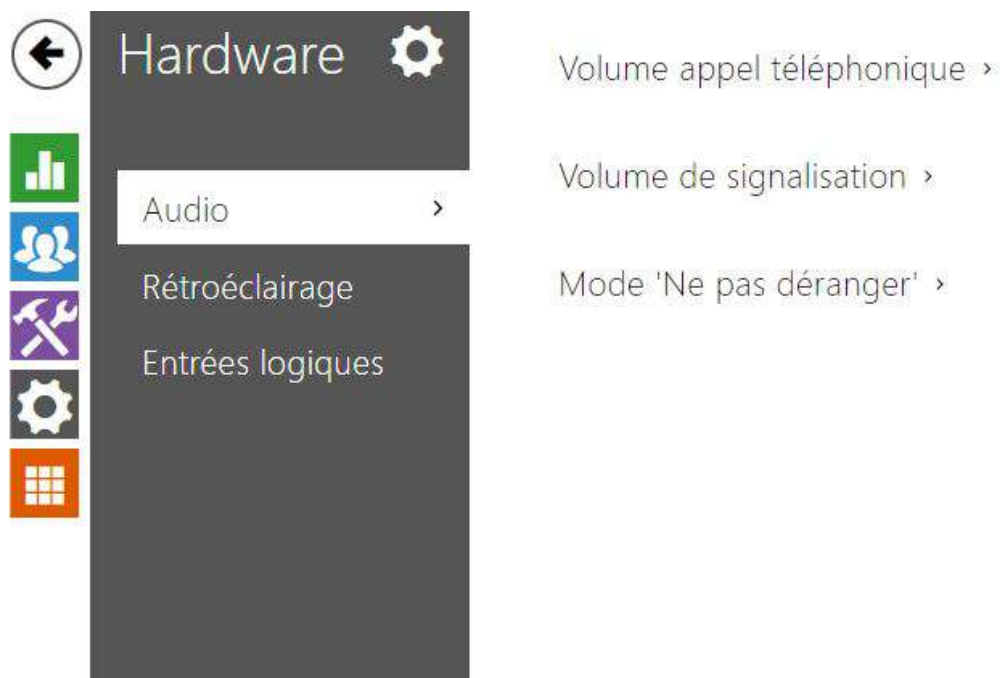 Hardware
Audio
Rétroéclairage
Entrées logiques
Volume appel téléphonique
Volume de signalisation
Mode 'Ne pas déranger'